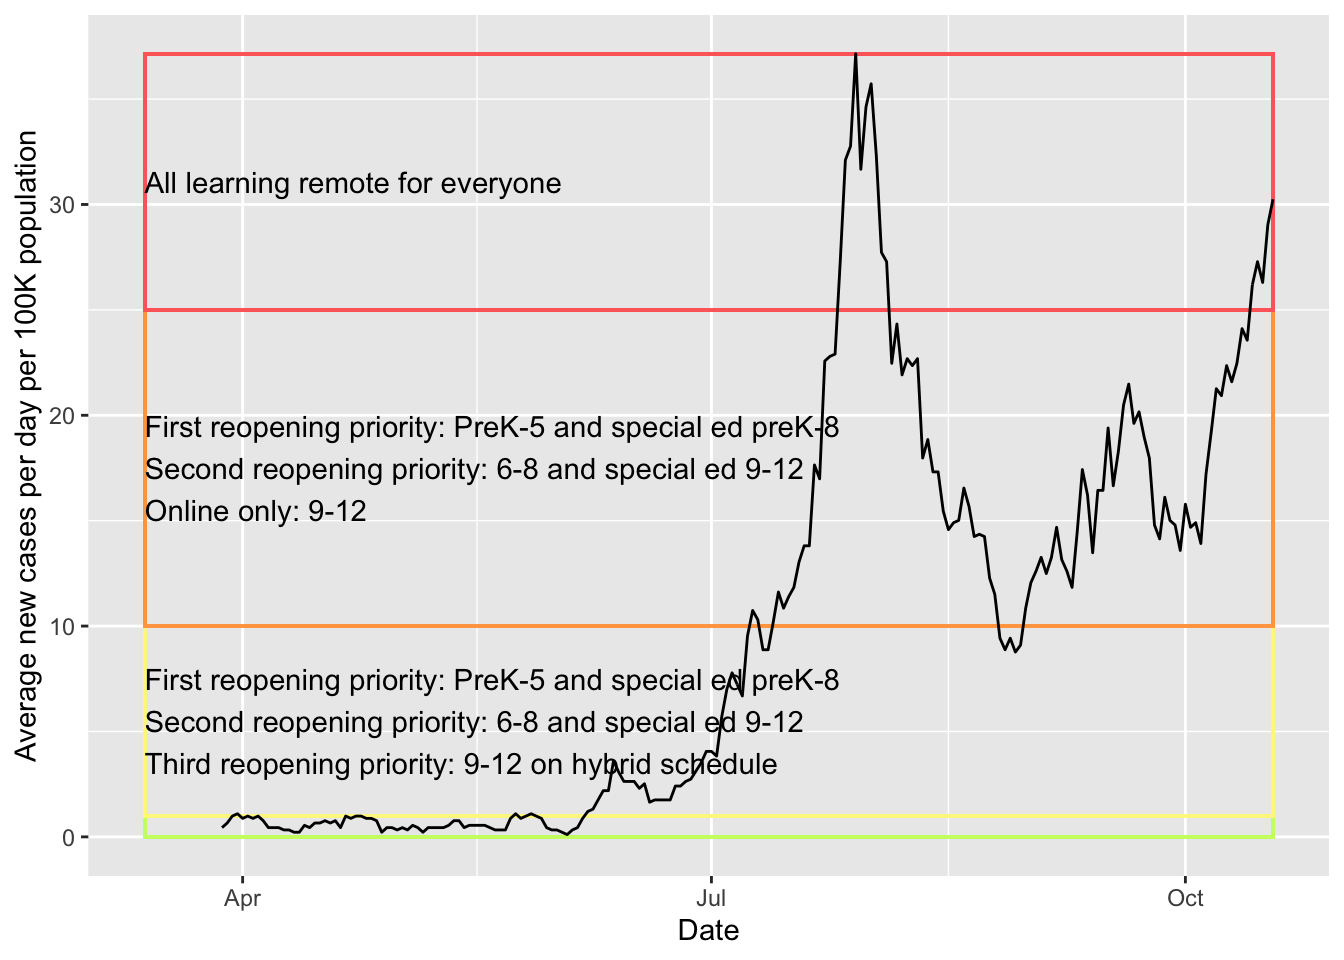 All learning remote for everyone
First reopening priority: PreK-5 and special ed preK-8
Second reopening priority: 6-8 and special ed 9-12
Online only: 9-12
First reopening priority: PreK-5 and special ed preK-8
Second reopening priority: 6-8 and special ed 9-12
Third reopening priority: 9-12 on hybrid schedule
Average new cases per day per 100K population
30
20
10
0
Apr
Jul
Oct
Date